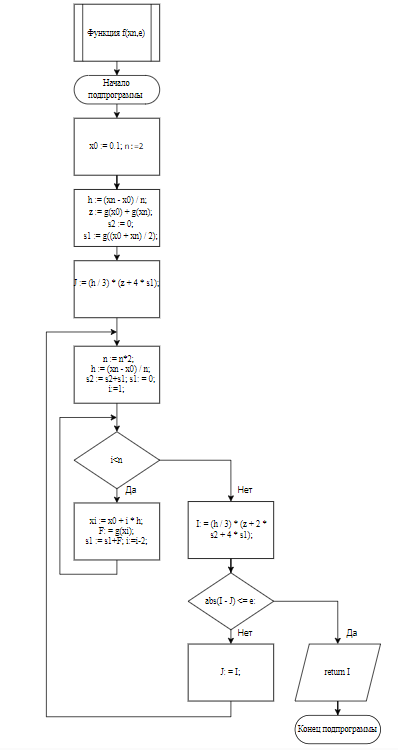 Функция f(xn,e)
Начало
подпрограммы
x0 := 0.1; n:=2
h := (xn - x0) / n;
z := g(x0) + g(xn);
s2 := 0;
s1 := g((x0 + xn) / 2);
J := (h / 3) * (z + 4 * s1);
n := n*2;
h := (xn - x0) / n;
s2 := s2+s1; s1: = 0;
i:=1;
i<n
Да
Нет
xi := x0 + i * h;
F: = g(xi);
s1 := s1+F; i:=i-2;
I: = (h / 3) * (z + 2 *
s2 + 4 * s1);
abs(I - J) <= e:
Нет
Да
J: = I;
return I
Конец подпрограммы